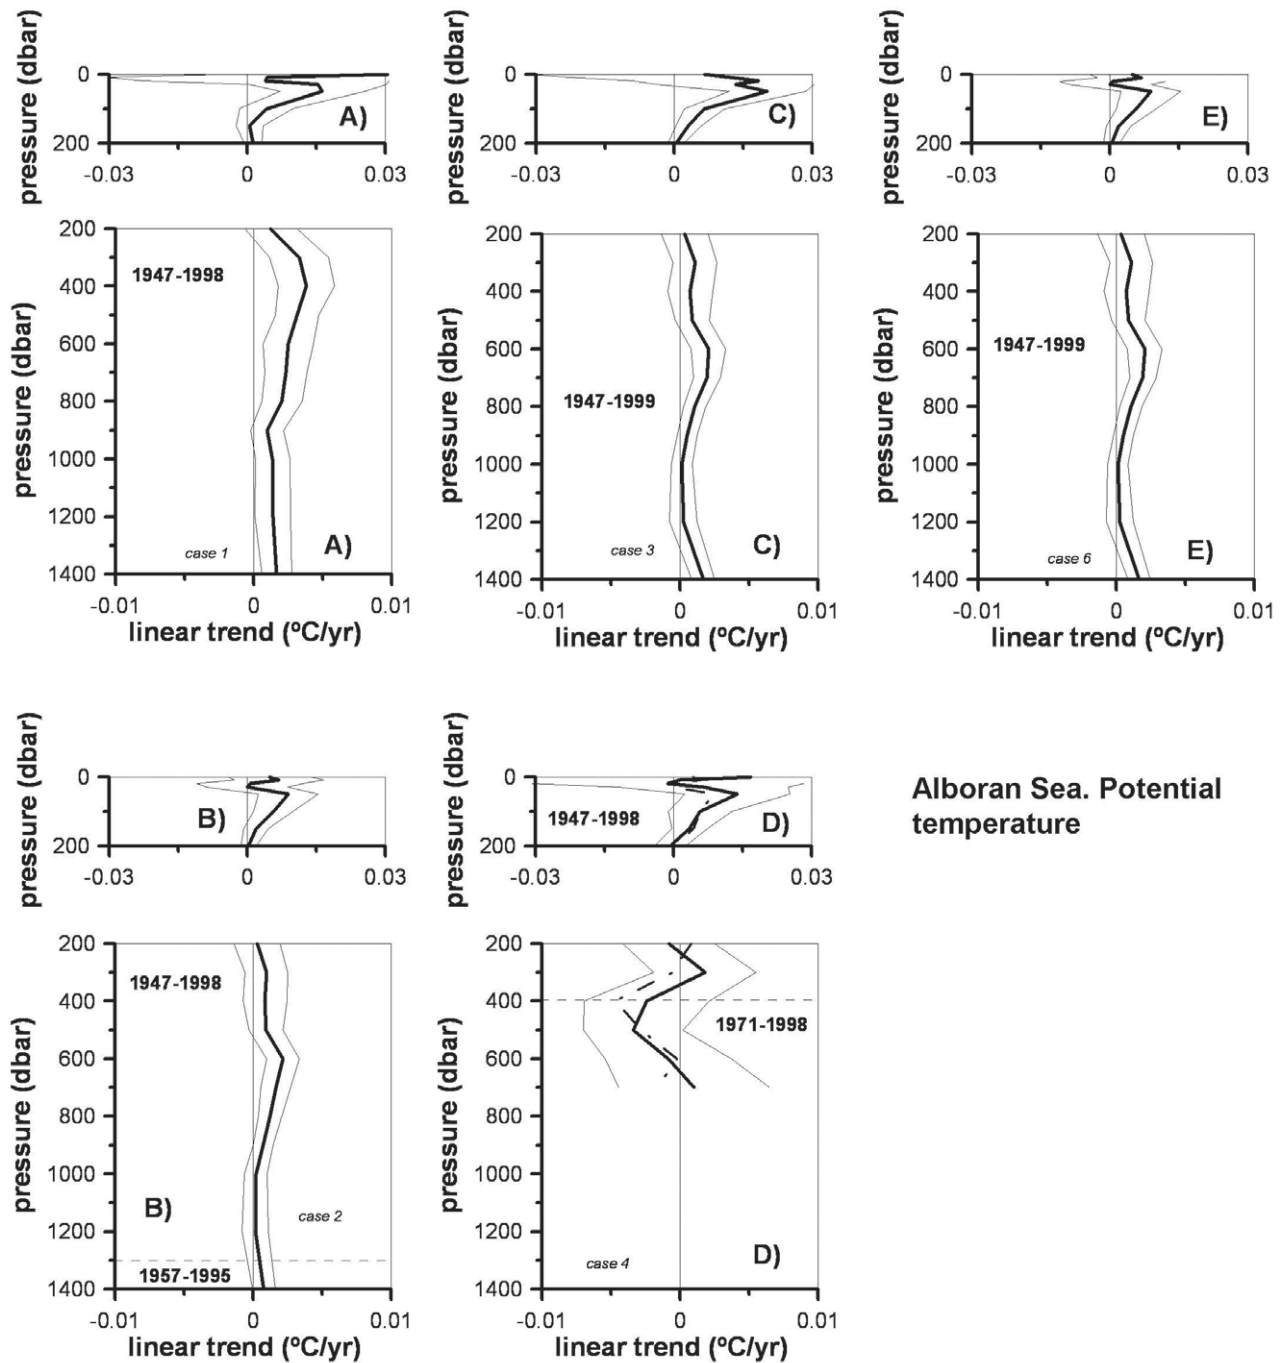 pressure (dbar)
0
200
-0.03
0
0.03
A)
pressure (dbar)
200
400
600
800
1000
1200
1400
-0.01
0
0.01
1947-1998
case 1
A)
linear trend (ºC/yr)
pressure (dbar)
0
200
-0.03
0
0.03
C)
pressure (dbar)
200
400
600
800
1000
1200
1400
-0.01
0
0.01
1947-1999
case 3
C)
linear trend (ºC/yr)
pressure (dbar)
0
200
-0.03
0
0.03
E)
pressure (dbar)
200
400
600
800
1000
1200
1400
-0.01
0
0.01
1947-1999
case 6
E)
linear trend (ºC/yr)
pressure (dbar)
0
200
-0.03
0
0.03
B)
pressure (dbar)
200
400
600
800
1000
1200
1400
-0.01
0
0.01
1947-1998
B)
case 2
1957-1995
linear trend (ºC/yr)
pressure (dbar)
0
200
-0.03
0
0.03
1947-1998
D)
pressure (dbar)
200
400
600
800
1000
1200
1400
-0.01
0
0.01
1971-1998
case 4
D)
linear trend (ºC/yr)
Alboran Sea. Potential
temperature